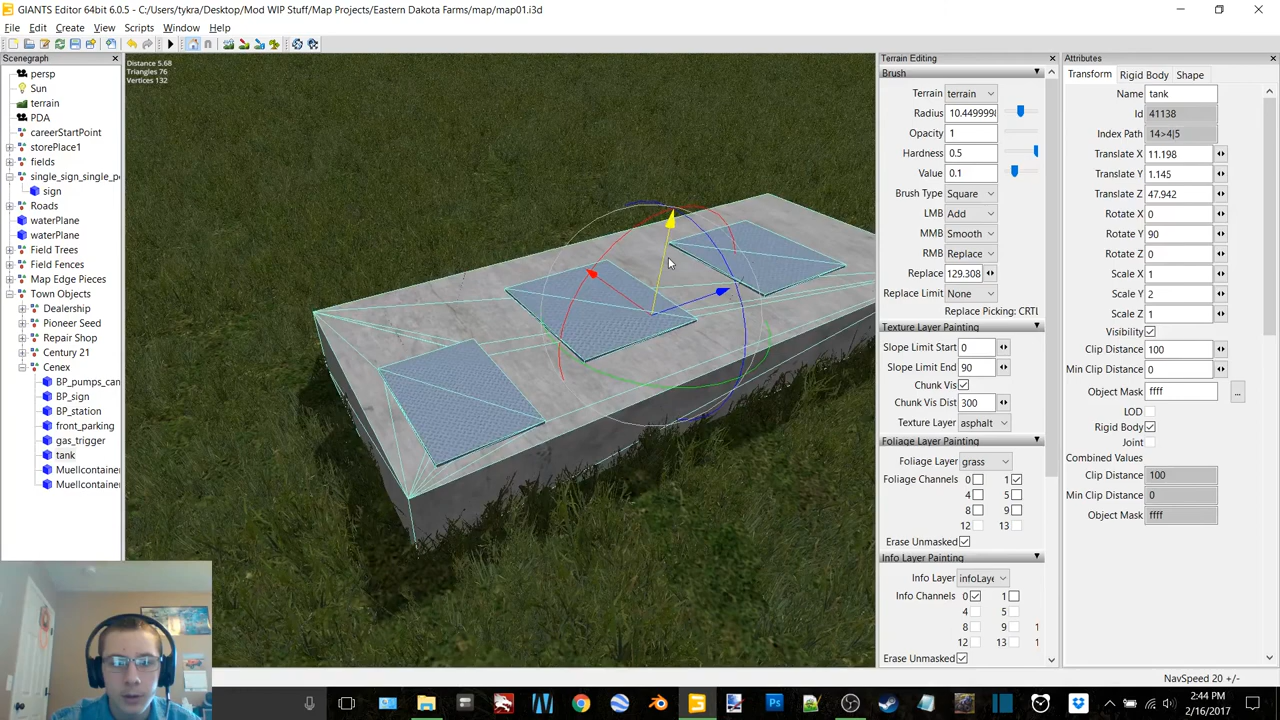 GIANTS Editor 64bit 6.0.5 - C:/Users/tykra/Desktop/Mod WIP Stuff/Map Projects/Eastern Dakota Farms/map/map01.i3d
File Edit Create View Scripts Window Help
Scenegraph
persp
Sun
terrain
PDA
careerStartPoint
storePlace1
fields
single_sign_single_pe
sign
Roads
waterPlane
waterPlane
Field Trees
Field Fences
Map Edge Pieces
Town Objects
Dealership
Pioneer Seed
Repair Shop
Century 21
Cenex
BP_pumps_can
BP_sign
BP_station
front_parking
gas_trigger
tank
Muellcontainer
Muellcontainer
Distance 5.68
Triangles 76
Vertices 132
Terrain Editing
Brush
Terrain terrain
Radius 10.4499998
Opacity 1
Hardness 0.5
Value 0.1
Brush Type Square
LMB Add
MMB Smooth
RMB Replace
Replace 129.308
Replace Limit None
Replace Picking: CRTL
Texture Layer Painting
Slope Limit Start 0
Slope Limit End 90
Chunk Vis
Chunk Vis Dist 300
Texture Layer asphalt
Foliage Layer Painting
Foliage Layer grass
Foliage Channels 0 1
4 5
8 9
12 13
Erase Unmasked
Info Layer Painting
Info Layer infoLaye
Info Channels 0 1
4 5
8 9 1
12 13 1
Erase Unmasked
Attributes
Transform Rigid Body Shape
Name tank
Id 41138
Index Path 14>4|5
Translate X 11.198
Translate Y 1.145
Translate Z 47.942
Rotate X 0
Rotate Y 90
Rotate Z 0
Scale X 1
Scale Y 2
Scale Z 1
Visibility
Clip Distance 100
Min Clip Distance 0
Object Mask ffff ...
LOD
Rigid Body
Joint
Combined Values
Clip Distance 100
Min Clip Distance 0
Object Mask ffff
NavSpeed 20 +/-
2:44 PM
2/16/2017